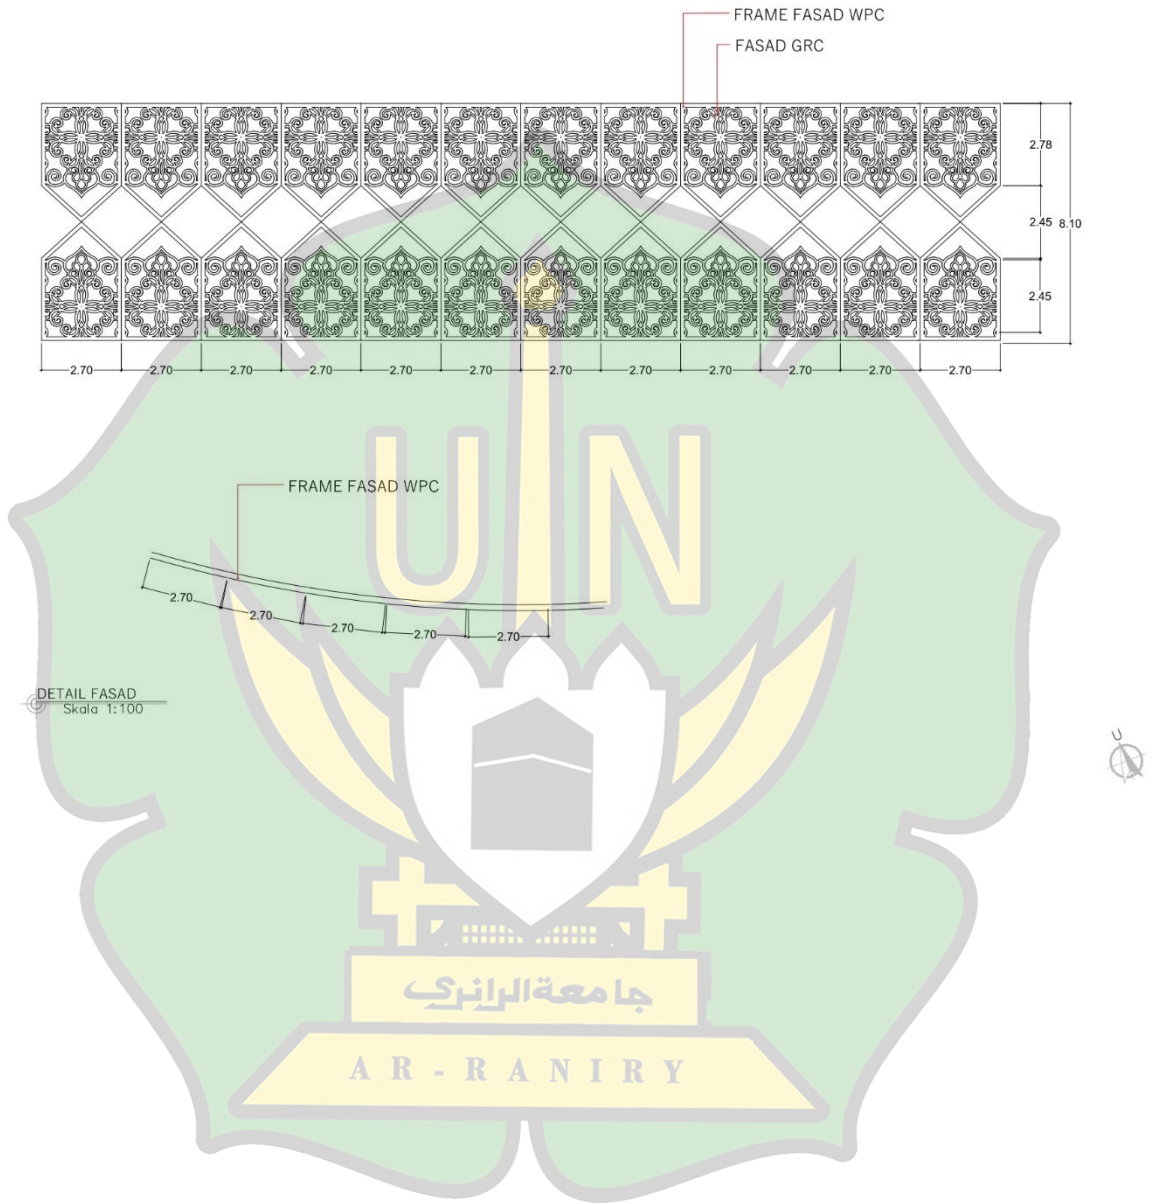 FRAME FASAD WPC
FASAD GRC
2.78
2.45 8.10
2.45
2.70 2.70 2.70 2.70 2.70 2.70 2.70 2.70 2.70 2.70 2.70 2.70
UIN
FRAME FASAD WPC
2.70 2.70 2.70 2.70 2.70
DETAIL FASAD
Skala 1:100
U
جامعة الرانري
AR-RANIRY